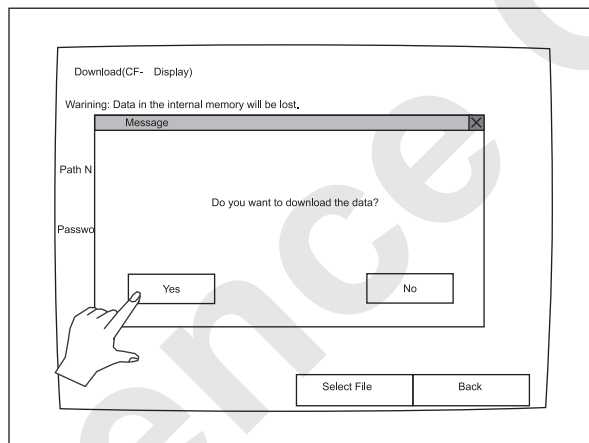 Download(CF- Display)
Warining: Data in the internal memory will be lost.
Message
Path N
Do you want to download the data?
Passwo
Yes
No
Select File
Back